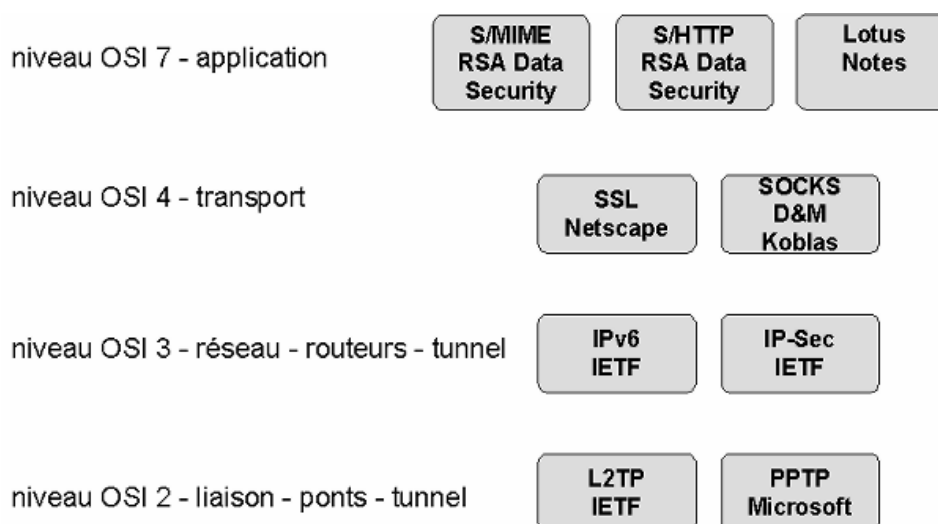 niveau OSI 7 - application
S/MIME
RSA Data
Security
S/HTTP
RSA Data
Security
Lotus
Notes
niveau OSI 4 - transport
SSL
Netscape
SOCKS
D&M
Koblas
niveau OSI 3 - réseau - routeurs - tunnel
IPv6
IETF
IP-Sec
IETF
niveau OSI 2 - liaison - ponts - tunnel
L2TP
IETF
PPTP
Microsoft